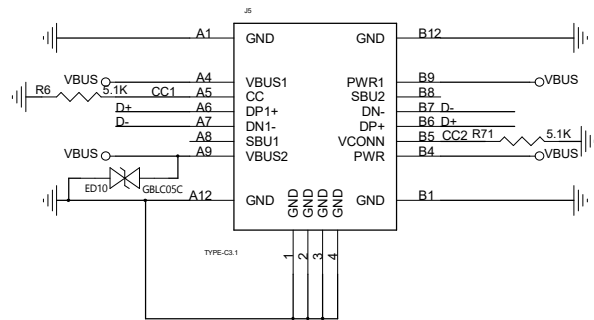 J5
A1 GND GND B12
VBUS A4 VBUS1 PWR1 B9 VBUS
R6 5.1K CC1 A5 CC SBU2 B8
D+ A6 DP1+ DN- B7 D-
D- A7 DN1- DP+ B6 D+
A8 SBU1 VCONN B5 CC2 R71 5.1K
VBUS A9 VBUS2 PWR B4 VBUS
ED10 GBLC05C
A12 GND GND GND GND GND GND B1
TYPE-C3.1 1 2 3 4